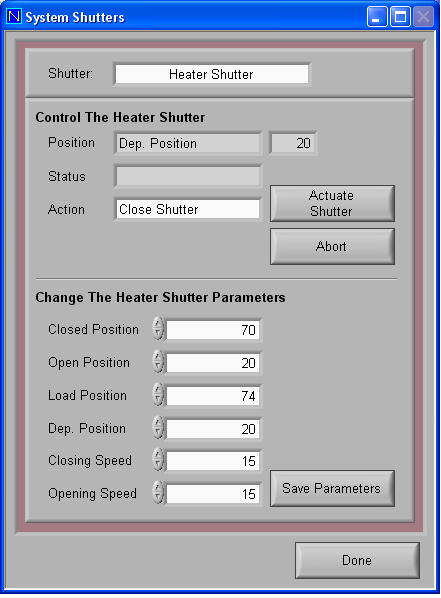 System Shutters
Shutter: Heater Shutter
Control The Heater Shutter
Position Dep. Position 20
Status
Action Close Shutter
Actuate
Shutter
Abort
Change The Heater Shutter Parameters
Closed Position 70
Open Position 20
Load Position 74
Dep. Position 20
Closing Speed 15
Opening Speed 15
Save Parameters
Done